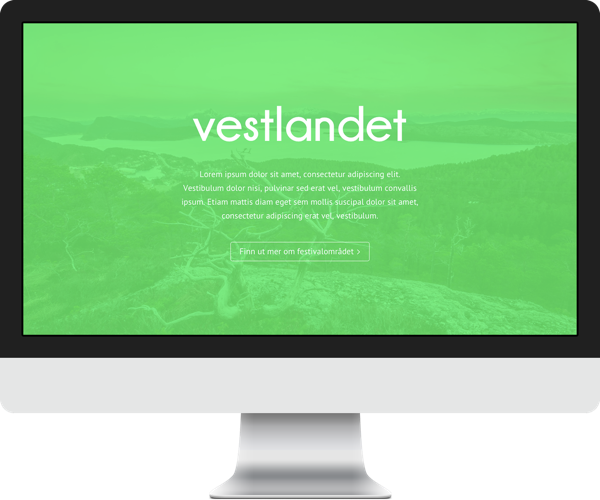 vestlandet
Lorem ipsum dolor sit amet, consectetur adipiscing elit.
Vestibulum dolor nisi, pulvinar sed erat vel, vestibulum convallis
ipsum. Etiam mattis diam eget sem mollis suscipal dolor sit amet,
consectetur adipiscing erat vel, vestibulum.
Finn ut mer om festivalområdet >